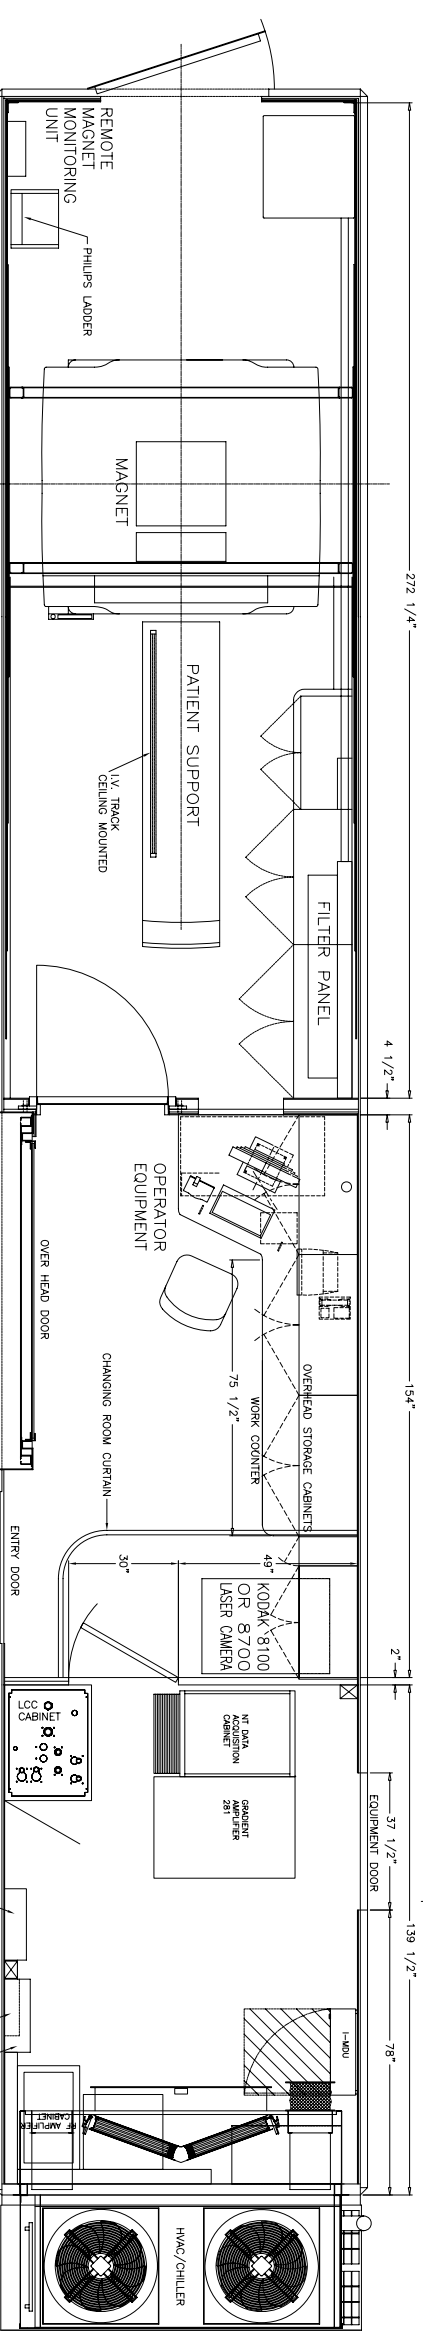 REMOTE
MAGNET
MONITORING
UNIT
PHILIPS LADDER
MAGNET
272 1/4"
PATIENT SUPPORT
I.V. TRACK
CEILING MOUNTED
FILTER PANEL
4 1/2"
OPERATOR
EQUIPMENT
OVER HEAD DOOR
154"
75 1/2"
WORK COUNTER
OVERHEAD STORAGE CABINETS
CHANGING ROOM CURTAIN
ENTRY DOOR
30"
49"
KODAK 8100
OR 8700
LASER CAMERA
2"
LCC
CABINET
NT DATA
ACQUISITION
CABINET
GRADIENT
AMPLIFIER
281
37 1/2"
EQUIPMENT DOOR
139 1/2"
78"
I-MDU
RF AMPLIFIER
CABINET
HVAC/CHILLER